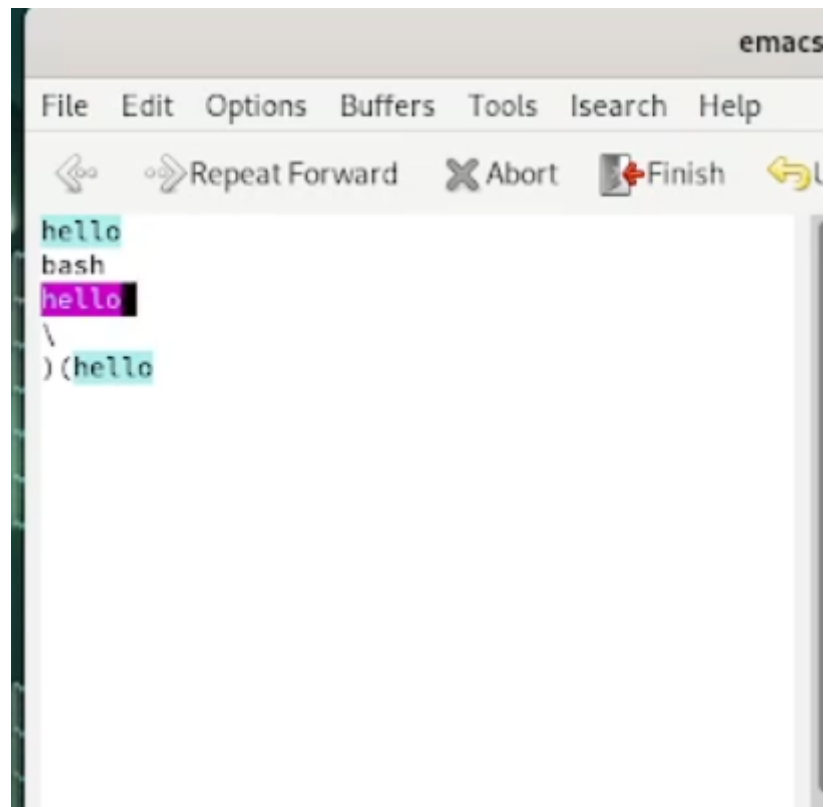 emacs
File Edit Options Buffers Tools Isearch Help
Repeat Forward Abort Finish
hello
bash
hello
\
)(hello